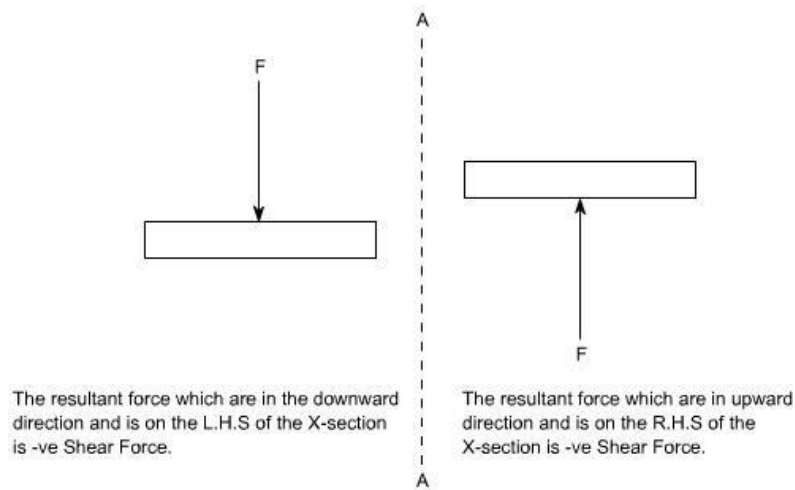 A
F
The resultant force which are in the downward
direction and is on the L.H.S of the X-section
is -ve Shear Force.
F
The resultant force which are in upward
direction and is on the R.H.S of the
X-section is -ve Shear Force.
A